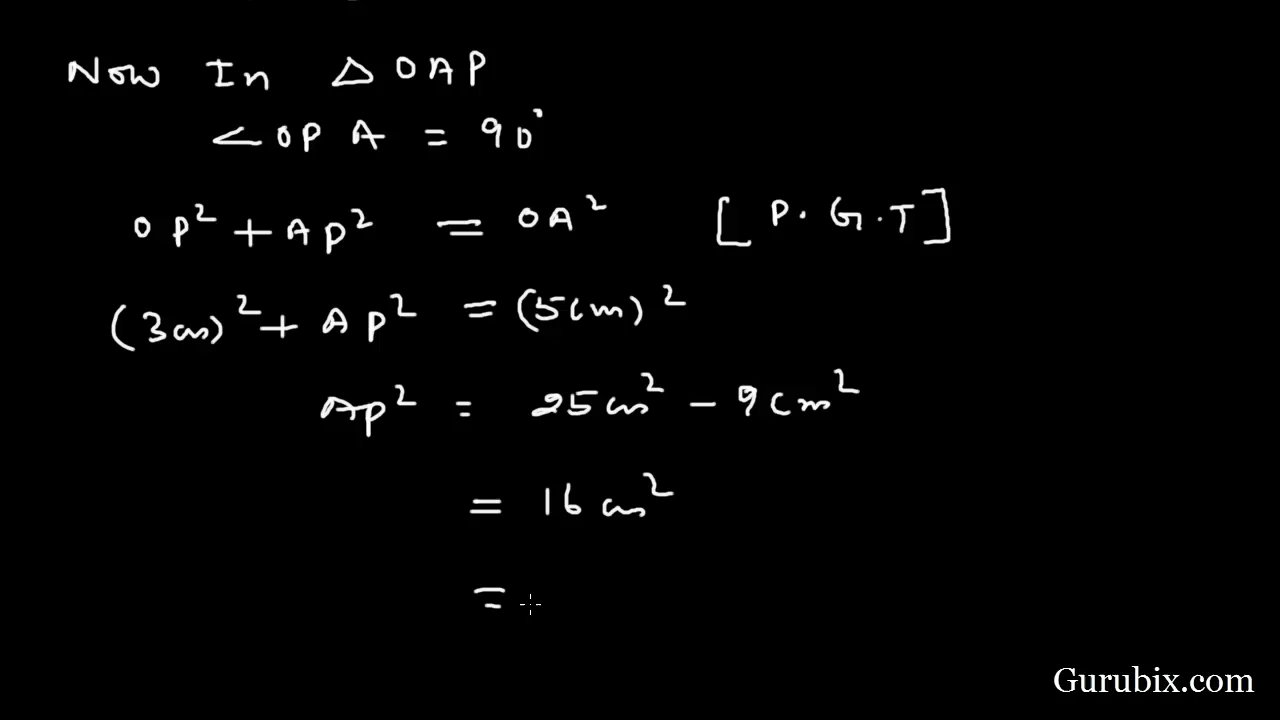 Now In △ OAP
∠OPA = 90°
OP² + AP² = OA² [P.G.T]
(3cm)² + AP² = (5cm)²
AP² = 25cm² - 9cm²
= 16cm²
=
Gurubix.com